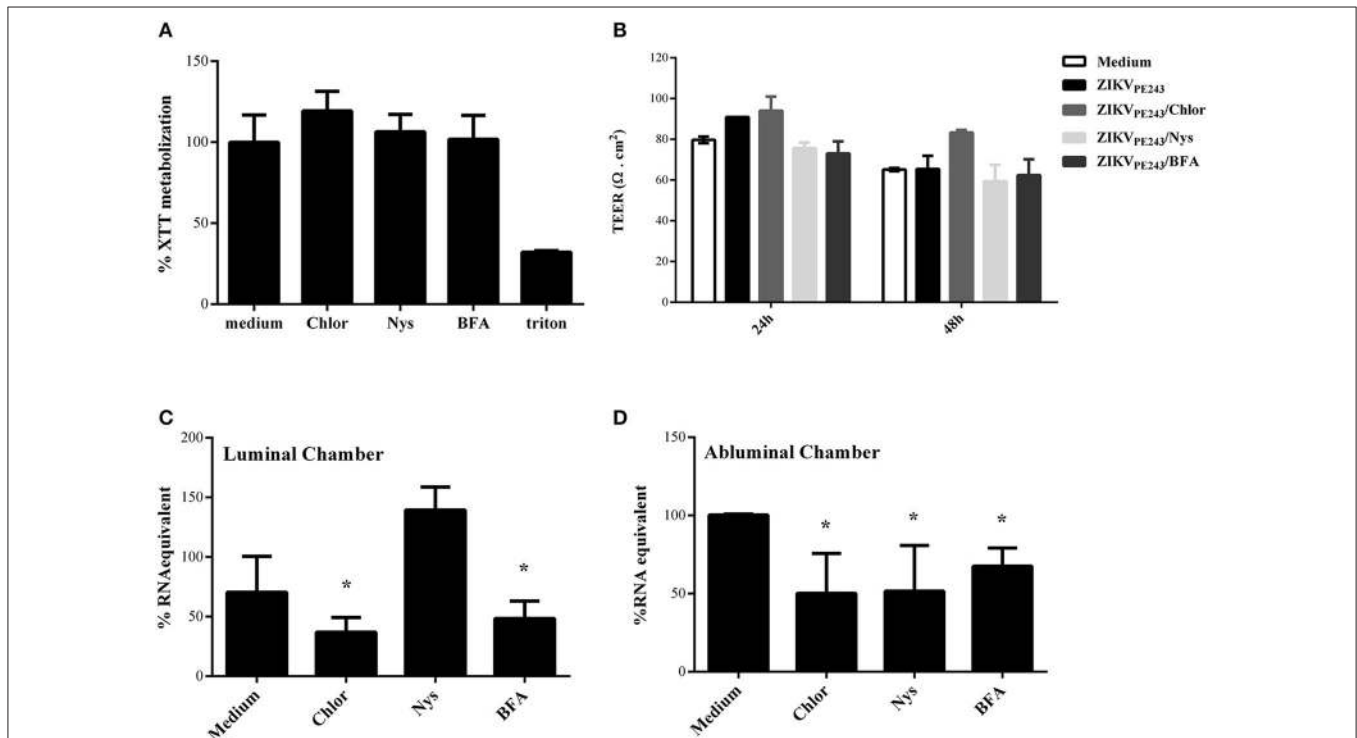 A
% XTT metabolization
150
100
50
0
medium Chlor Nys BFA triton
B
TEER (Ω . cm²)
120
100
80
60
40
20
0
24h 48h
Medium
ZIKVPE243
ZIKVPE243/Chlor
ZIKVPE243/Nys
ZIKVPE243/BFA
C
Luminal Chamber
% RNAequivalent
200
150
100
50
0
* *
Medium Chlor Nys BFA
D
Abluminal Chamber
%RNA equivalent
150
100
50
0
* * *
Medium Chlor Nys BFA